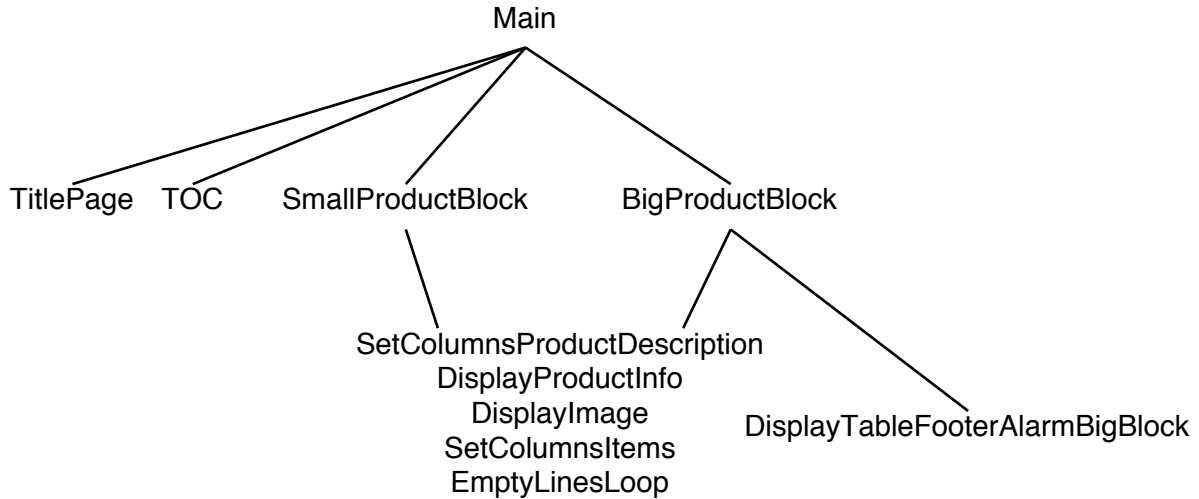 Main
TitlePage TOC SmallProductBlock BigProductBlock
SetColumnsProductDescription
DisplayProductInfo
DisplayImage
DisplayTableFooterAlarmBigBlock
SetColumnsItems
EmptyLinesLoop